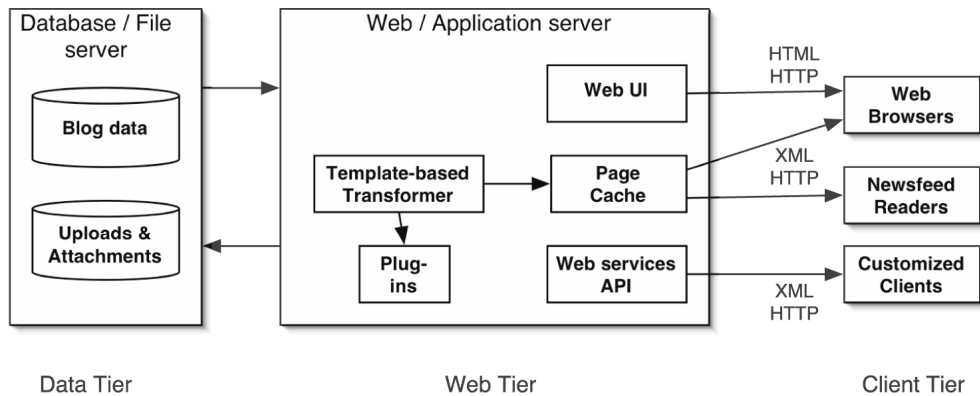 Database / File
server
Blog data
Uploads &
Attachments
Web / Application server
Web UI
Template-based
Transformer
Page
Cache
Plug-
ins
Web services
API
HTML
HTTP
XML
HTTP
XML
HTTP
Web
Browsers
Newsfeed
Readers
Customized
Clients
Data Tier
Web Tier
Client Tier